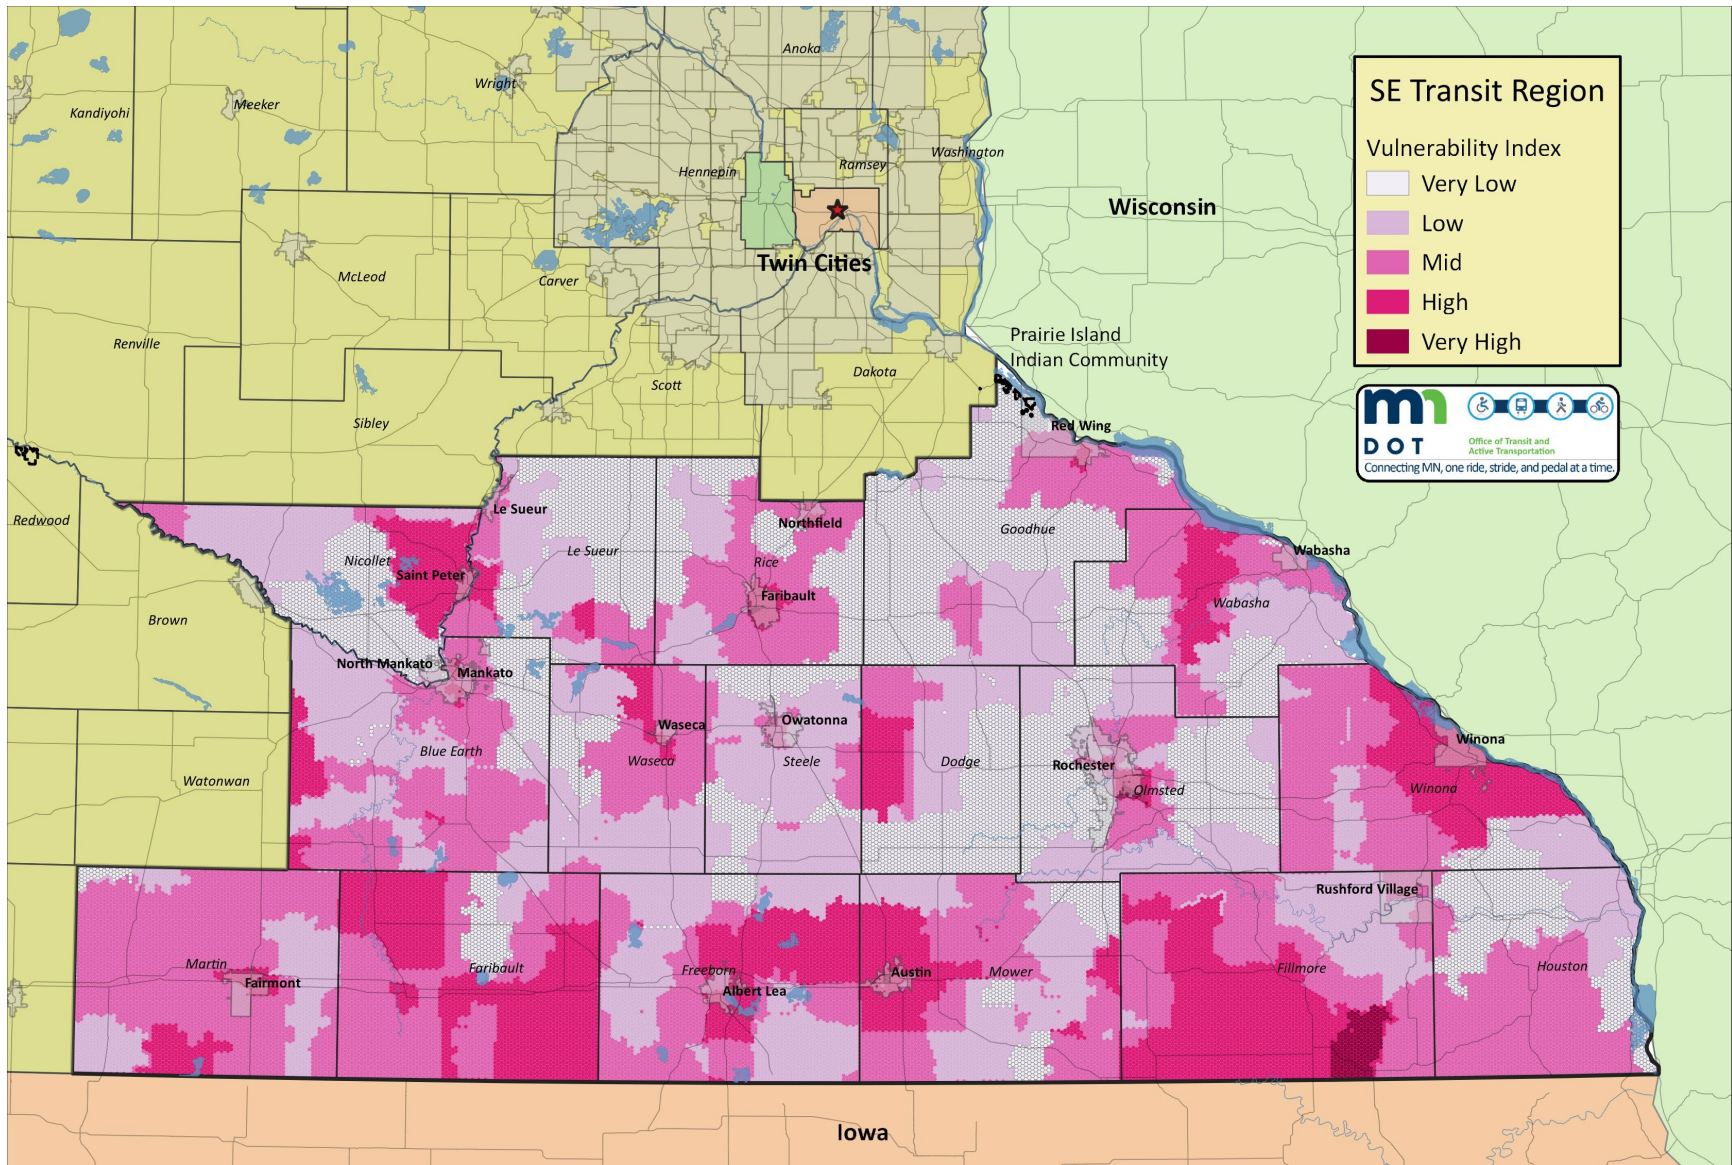 Anoka
Wright
Meeker
Kandiyohi
Washington
Ramsey
Hennepin
Wisconsin
Twin Cities
McLeod
Carver
Prairie Island
Indian Community
Renville
Scott
Dakota
Sibley
Red Wing
Le Sueur
Redwood
Northfield
Goodhue
Le Sueur
Wabasha
Nicollet
Rice
Saint Peter
Faribault
Wabasha
Brown
North Mankato
Mankato
Waseca
Owatonna
Winona
Blue Earth
Waseca
Steele
Dodge
Rochester
Olmsted
Winona
Watonwan
Rushford Village
Martin
Fairmont
Faribault
Freeborn
Albert Lea
Austin
Mower
Fillmore
Houston
Iowa
SE Transit Region
Vulnerability Index
Very Low
Low
Mid
High
Very High
mn
DOT
Office of Transit and
Active Transportation
Connecting MN, one ride, stride, and pedal at a time.